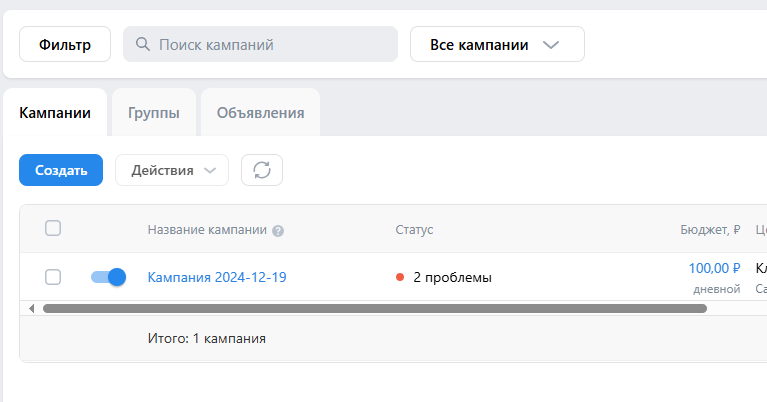 Фильтр
Поиск кампаний
Все кампании
Кампании
Группы
Объявления
Создать
Действия
Название кампании ?
Статус
Бюджет, ₽
Кампания 2024-12-19
2 проблемы
100,00 ₽
дневной
Итого: 1 кампания